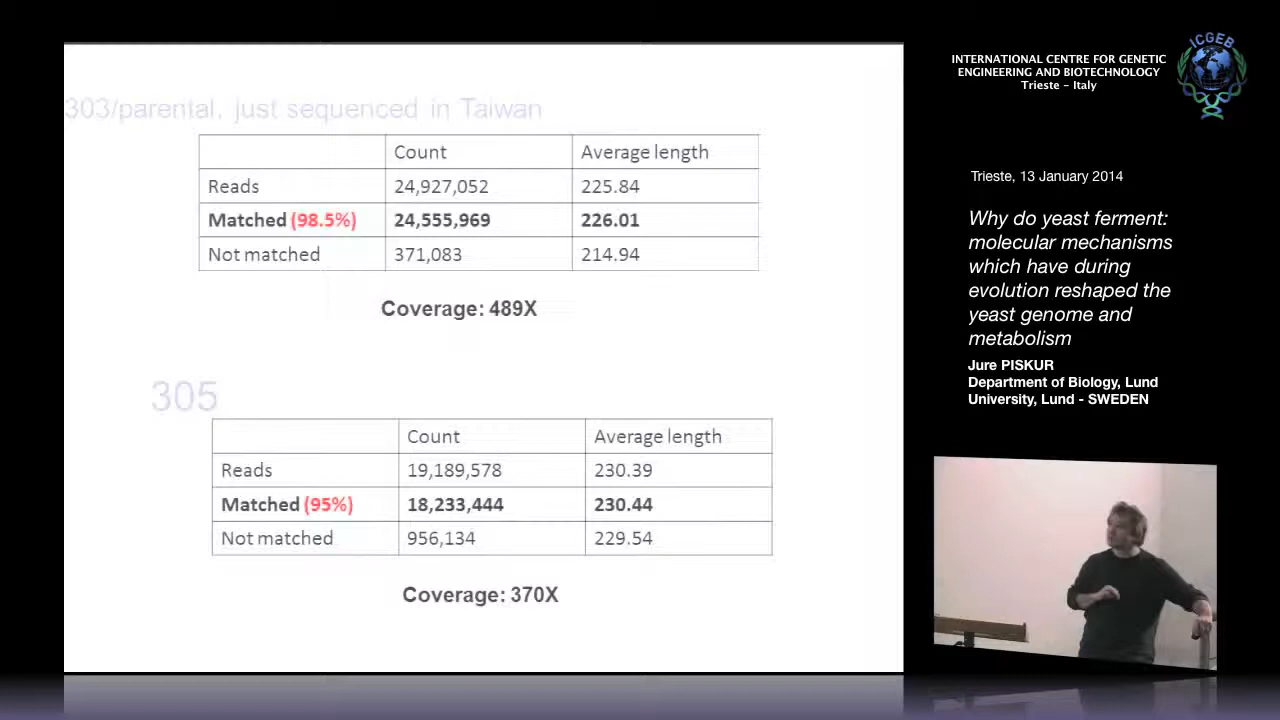 303/parental, just sequenced in Taiwan
Count Average length
Reads 24,927,052 225.84
Matched (98.5%) 24,555,969 226.01
Not matched 371,083 214.94
Coverage: 489X
305
Count Average length
Reads 19,189,578 230.39
Matched (95%) 18,233,444 230.44
Not matched 956,134 229.54
Coverage: 370X
INTERNATIONAL CENTRE FOR GENETIC
ENGINEERING AND BIOTECHNOLOGY
Trieste – Italy
ICGEB
Trieste, 13 January 2014
Why do yeast ferment:
molecular mechanisms
which have during
evolution reshaped the
yeast genome and
metabolism
Jure PISKUR
Department of Biology, Lund
University, Lund - SWEDEN